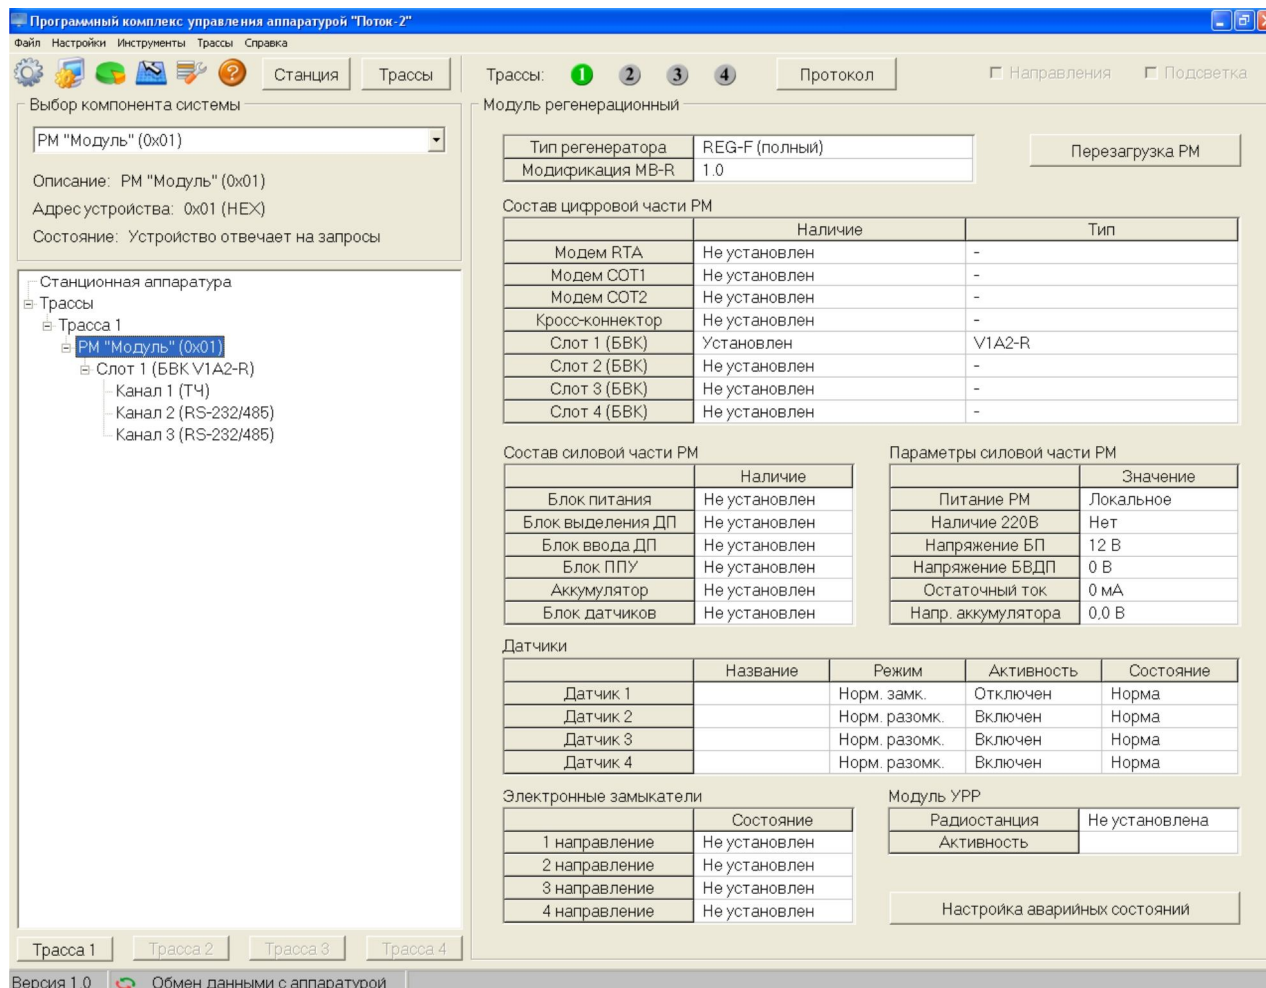 Программный комплекс управления аппаратурой "Поток-2"
Файл Настройки Инструменты Трассы Справка
Станция Трассы Трассы: 1 2 3 4 Протокол Направления Подсветка
Выбор компонента системы
РМ "Модуль" (0x01)
Описание: РМ "Модуль" (0x01)
Адрес устройства: 0x01 (HEX)
Состояние: Устройство отвечает на запросы
Станционная аппаратура
Трассы
Трасса 1
РМ "Модуль" (0x01)
Слот 1 (БВК V1A2-R)
Канал 1 (ТЧ)
Канал 2 (RS-232/485)
Канал 3 (RS-232/485)
Трасса 1 Трасса 2 Трасса 3 Трасса 4
Модуль регенерационный
Тип регенератора REG-F (полный)
Модификация MB-R 1.0
Перезагрузка РМ
Состав цифровой части РМ
Наличие Тип
Модем RTA Не установлен -
Модем COT1 Не установлен -
Модем COT2 Не установлен -
Кросс-коннектор Не установлен -
Слот 1 (БВК) Установлен V1A2-R
Слот 2 (БВК) Не установлен -
Слот 3 (БВК) Не установлен -
Слот 4 (БВК) Не установлен -
Состав силовой части РМ
Наличие
Блок питания Не установлен
Блок выделения ДП Не установлен
Блок ввода ДП Не установлен
Блок ППУ Не установлен
Аккумулятор Не установлен
Блок датчиков Не установлен
Параметры силовой части РМ
Значение
Питание РМ Локальное
Наличие 220В Нет
Напряжение БП 12 В
Напряжение БВДП 0 В
Остаточный ток 0 мА
Напр. аккумулятора 0,0 В
Датчики
Название Режим Активность Состояние
Датчик 1 Норм. замк. Отключен Норма
Датчик 2 Норм. разомк. Включен Норма
Датчик 3 Норм. разомк. Включен Норма
Датчик 4 Норм. разомк. Включен Норма
Электронные замыкатели
Состояние
1 направление Не установлен
2 направление Не установлен
3 направление Не установлен
4 направление Не установлен
Модуль УРР
Радиостанция Не установлена
Активность
Настройка аварийных состояний
Версия 1.0 Обмен данными с аппаратурой